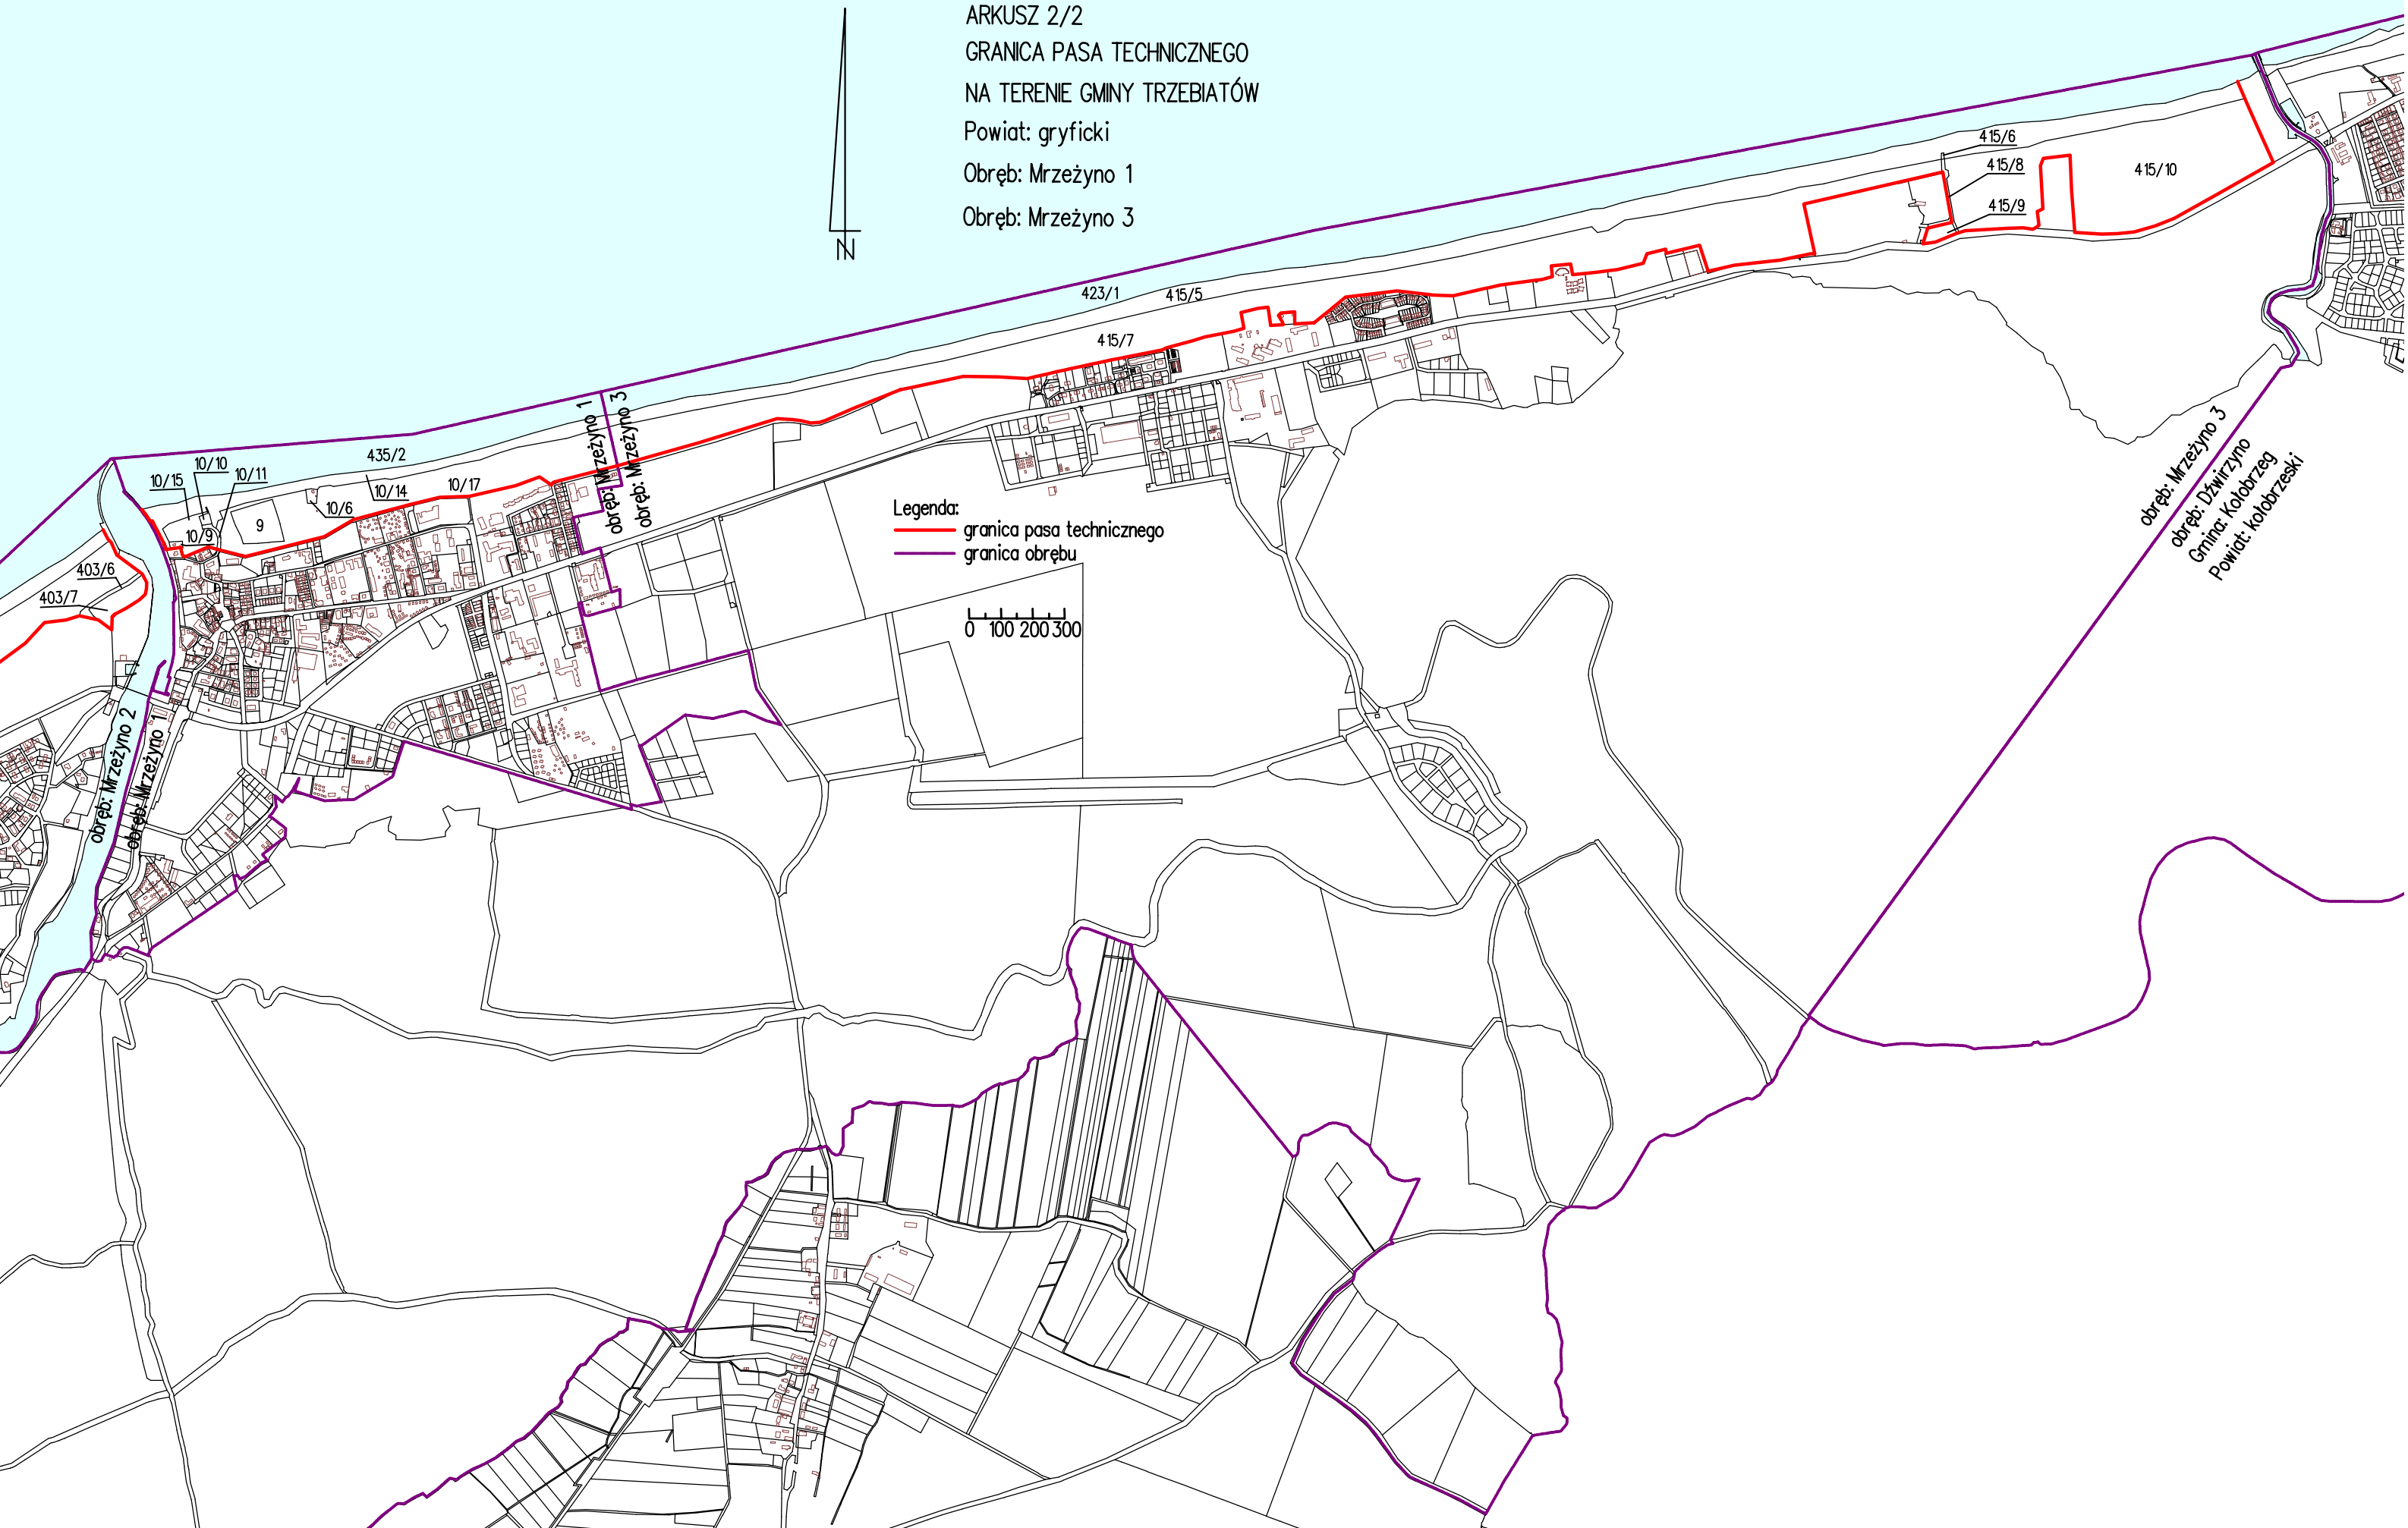 ARKUSZ 2/2
GRANICA PASA TECHNICZNEGO
NA TERENIE GMINY TRZEBIATÓW
Powiat: gryficki
Obręb: Mrzeżyno 1
Obręb: Mrzeżyno 3
N
415/6
415/8
415/10
415/9
423/1
415/5
415/7
obręb: Mrzeżyno 1
obręb: Mrzeżyno 3
435/2
10/10
10/15
10/11
10/14
10/17
10/6
9
10/9
403/6
403/7
Legenda:
granica pasa technicznego
granica obrębu
0 100 200 300
obręb: Mrzeżyno 3
obręb: Dźwirzyno
Gmina: Kołobrzeg
Powiat: kołobrzeski
obręb: Mrzeżyno 2
obręb: Mrzeżyno 1